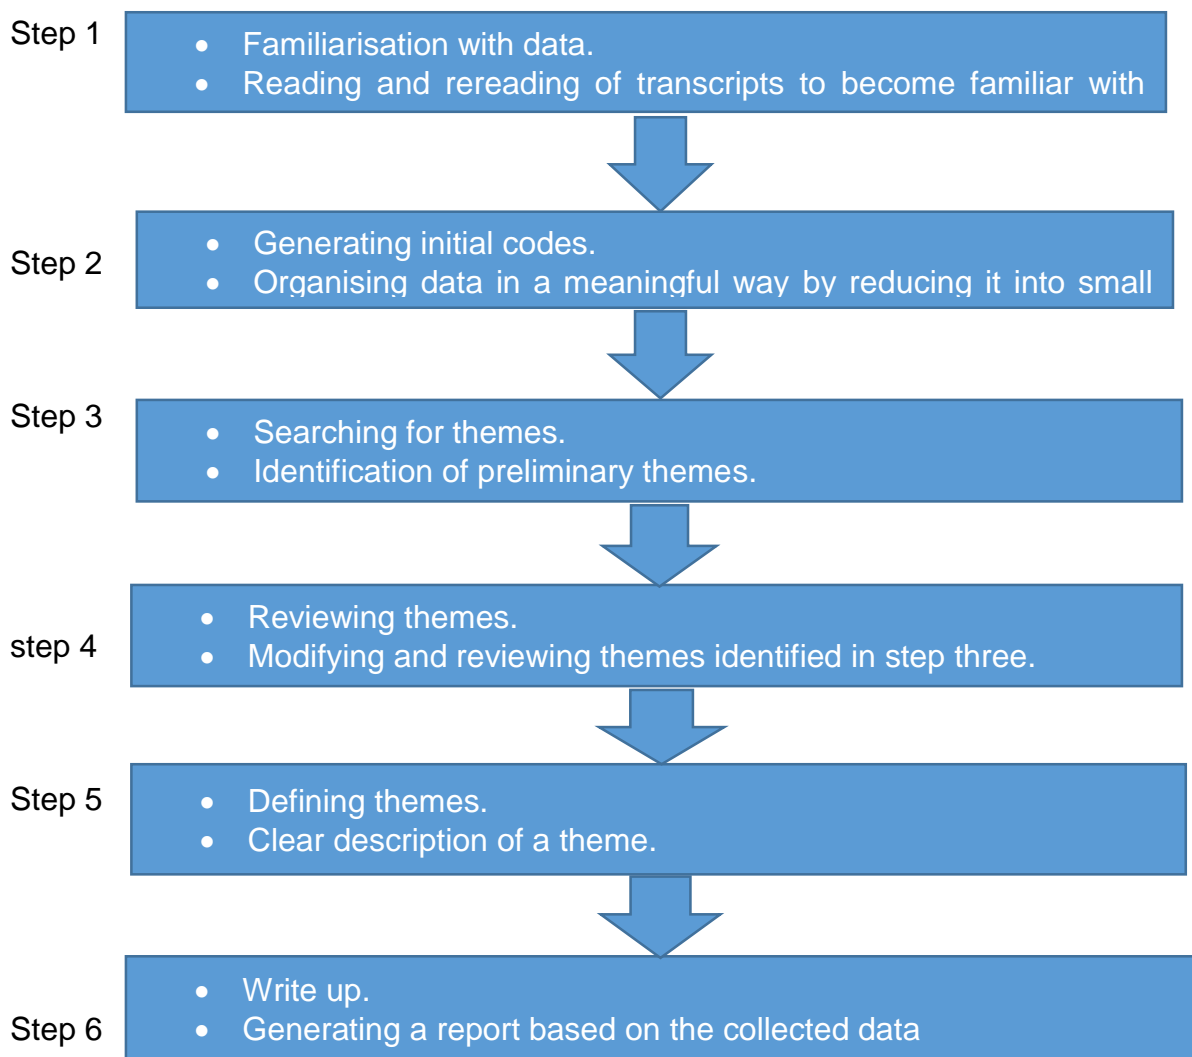 Step 1
• Familiarisation with data.
• Reading and rereading of transcripts to become familiar with
Step 2
• Generating initial codes.
• Organising data in a meaningful way by reducing it into small
Step 3
• Searching for themes.
• Identification of preliminary themes.
step 4
• Reviewing themes.
• Modifying and reviewing themes identified in step three.
Step 5
• Defining themes.
• Clear description of a theme.
Step 6
• Write up.
• Generating a report based on the collected data